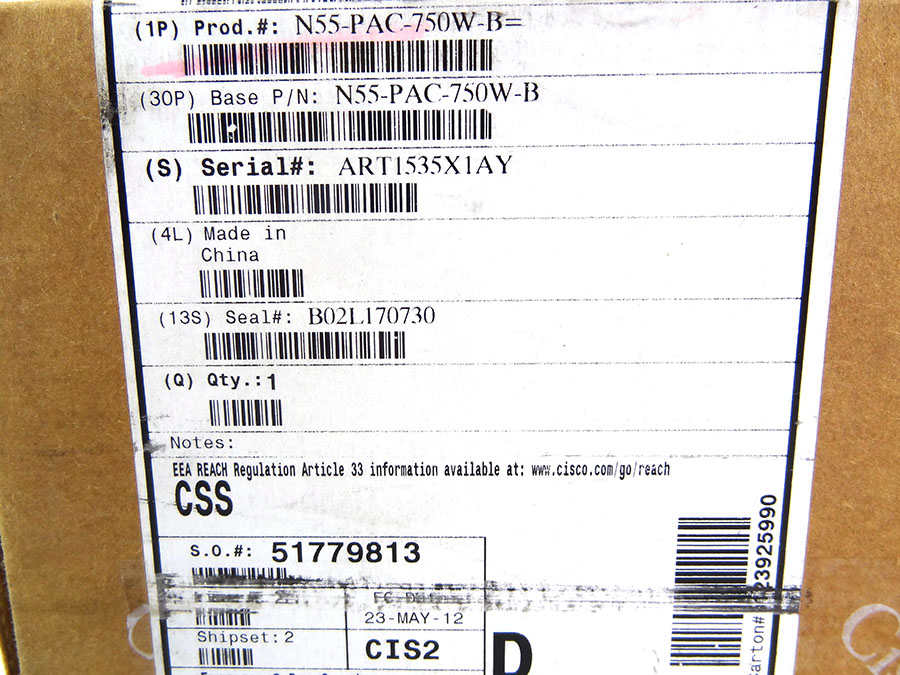 (1P) Prod.#: N55-PAC-750W-B=
(30P) Base P/N: N55-PAC-750W-B
(S) Serial#: ART1535X1AY
(4L) Made in
China
(13S) Seal#: B02L170730
(Q) Qty.: 1
Notes:
EEA REACH Regulation Article 33 information available at: www.cisco.com/go/reach
CSS
S.O.#: 51779813
23-MAY-12
Shipset: 2
CIS2
D
23925990